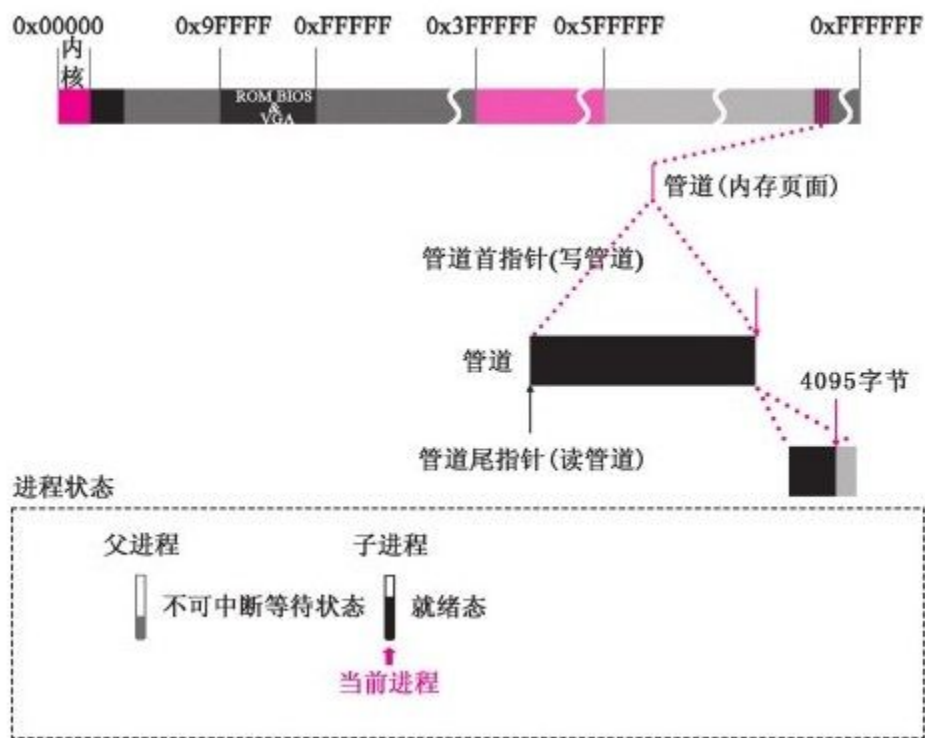 0x00000 0x9FFFF 0xFFFFF 0x3FFFFF 0x5FFFFF 0xFFFFFF
内
核
ROM BIOS
&
VGA
管道(内存页面)
管道首指针(写管道)
管道
4095字节
管道尾指针(读管道)
进程状态
父进程 子进程
不可中断等待状态 就绪态
当前进程